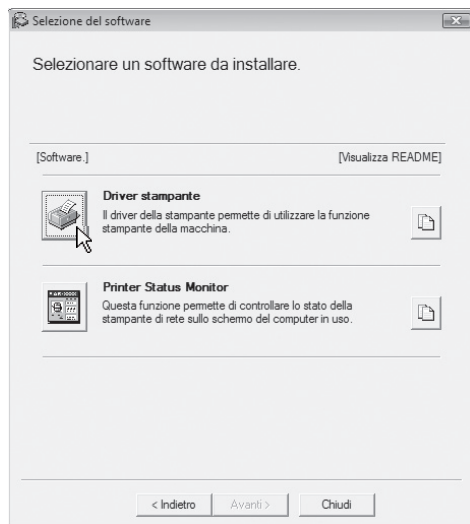 Selezione del software
Selezionare un software da installare.
[Software.] [Visualizza README]
Driver stampante
Il driver della stampante permette di utilizzare la funzione
stampante della macchina.
Printer Status Monitor
Questa funzione permette di controllare lo stato della
stampante di rete sullo schermo del computer in uso.
< Indietro Avanti > Chiudi